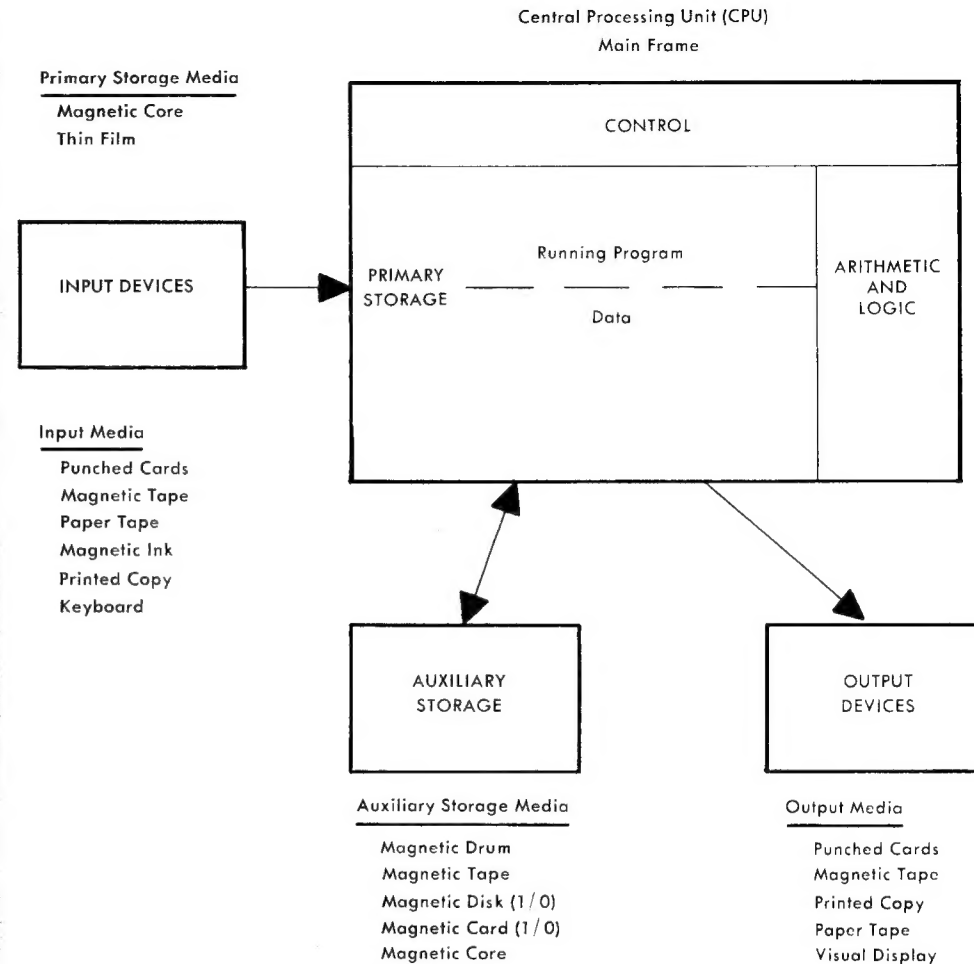 Central Processing Unit (CPU)
Main Frame
Primary Storage Media
Magnetic Core
Thin Film
CONTROL
INPUT DEVICES
PRIMARY
STORAGE
Running Program
Data
ARITHMETIC
AND
LOGIC
Input Media
Punched Cards
Magnetic Tape
Paper Tape
Magnetic Ink
Printed Copy
Keyboard
AUXILIARY
STORAGE
OUTPUT
DEVICES
Auxiliary Storage Media
Magnetic Drum
Magnetic Tape
Magnetic Disk (1/0)
Magnetic Card (1/0)
Magnetic Core
Output Media
Punched Cards
Magnetic Tape
Printed Copy
Paper Tape
Visual Display